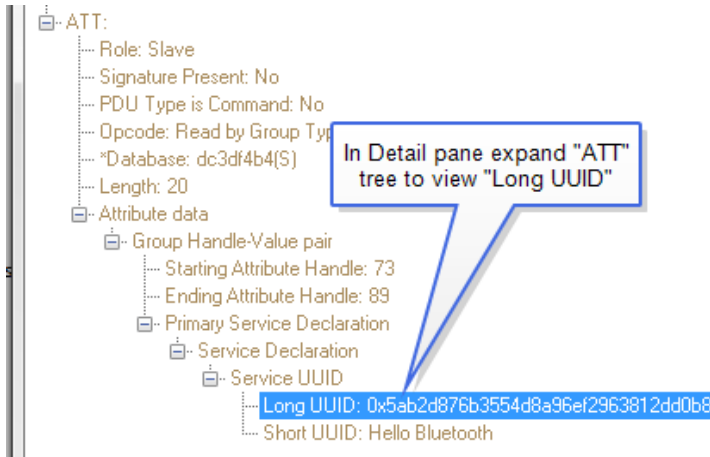 ATT:
Role: Slave
Signature Present: No
PDU Type is Command: No
Opcode: Read by Group Typ
*Database: dc3df4b4(S)
Length: 20
Attribute data
Group Handle-Value pair
Starting Attribute Handle: 73
Ending Attribute Handle: 89
Primary Service Declaration
Service Declaration
Service UUID
Long UUID: 0x5ab2d876b3554d8a96ef2963812dd0b8
Short UUID: Hello Bluetooth
In Detail pane expand "ATT"
tree to view "Long UUID"